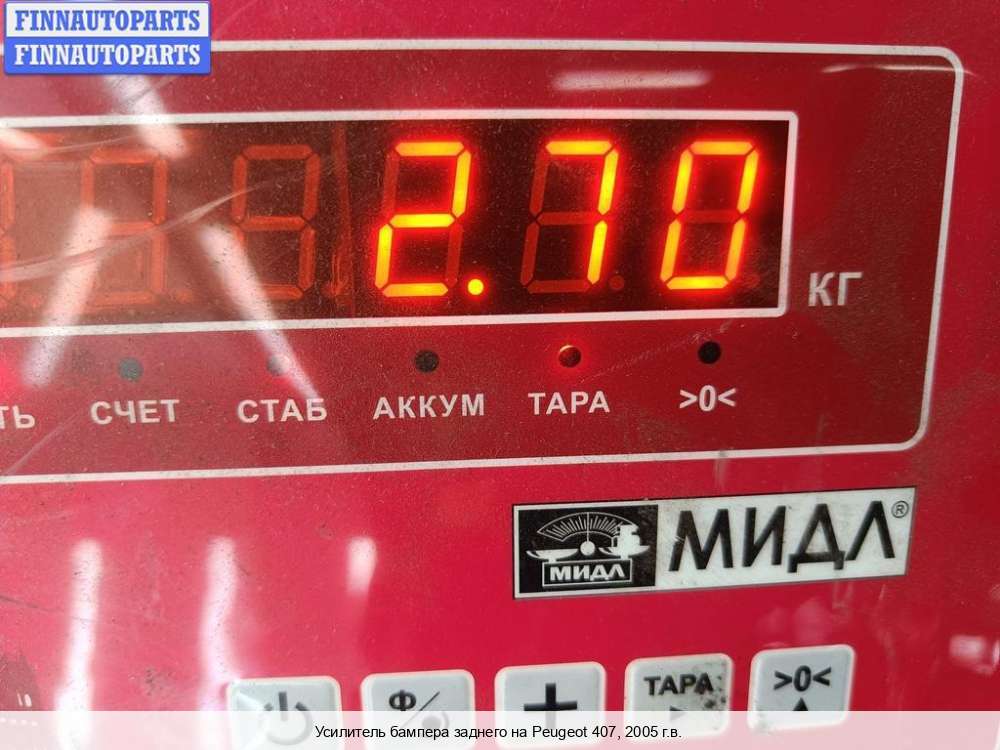 FINNAUTOPARTS
FINNAUTOPARTS
2.70
КГ
ТЬ СЧЕТ СТАБ АККУМ ТАРА >0<
МИДЛ МИДЛ®
Ф ТАРА >0<
Усилитель бампера заднего на Peugeot 407, 2005 г.в.